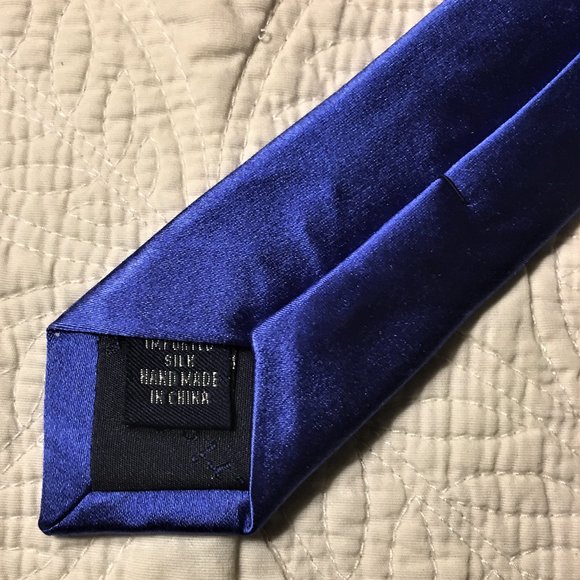 IMPORTED
SILK
HAND MADE
IN CHINA